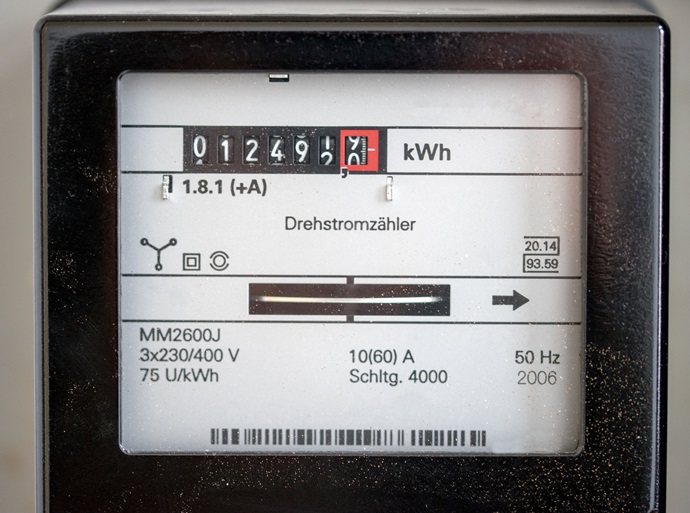 01249 kWh
1.8.1 (+A)
Drehstromzähler
20.14
93.59
MM2600J
3x230/400 V 10(60) A 50 Hz
75 U/kWh Schltg. 4000 2006